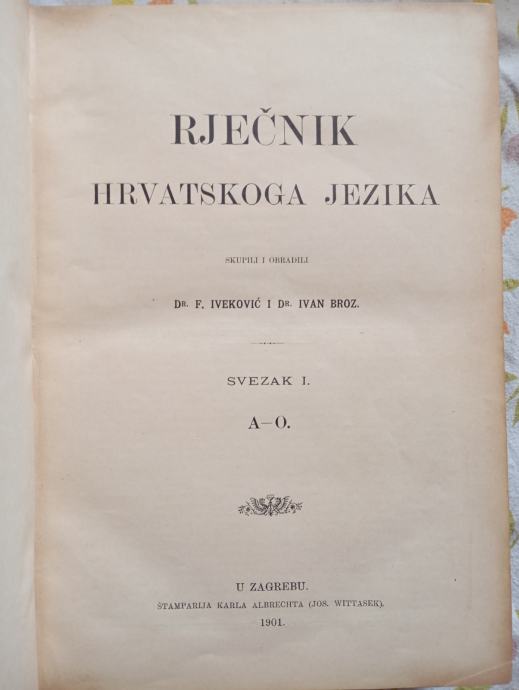 RJEČNIK
HRVATSKOGA JEZIKA
SKUPILI I OBRADILI
DR. F. IVEKOVIĆ I DR. IVAN BROZ.
SVEZAK I.
A—O.
U ZAGREBU.
ŠTAMPARIJA KARLA ALBRECHTA (JOS. WITTASEK).
1901.